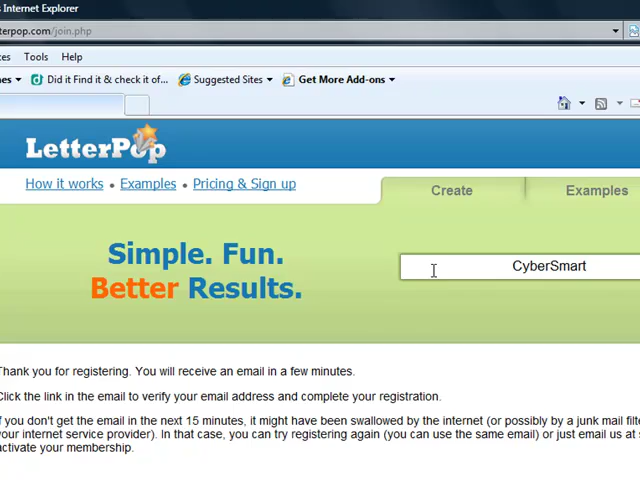 s Internet Explorer
terpop.com/join.php
es Tools Help
nes Did it Find it & check it of... Suggested Sites Get More Add-ons
LetterPop
How it works • Examples • Pricing & Sign up
Create Examples
Simple. Fun.
Better Results.
CyberSmart
Thank you for registering. You will receive an email in a few minutes.
Click the link in the email to verify your email address and complete your registration.
If you don't get the email in the next 15 minutes, it might have been swallowed by the internet (or possibly by a junk mail filte
your internet service provider). In that case, you can try registering again (you can use the same email) or just email us at s
activate your membership.